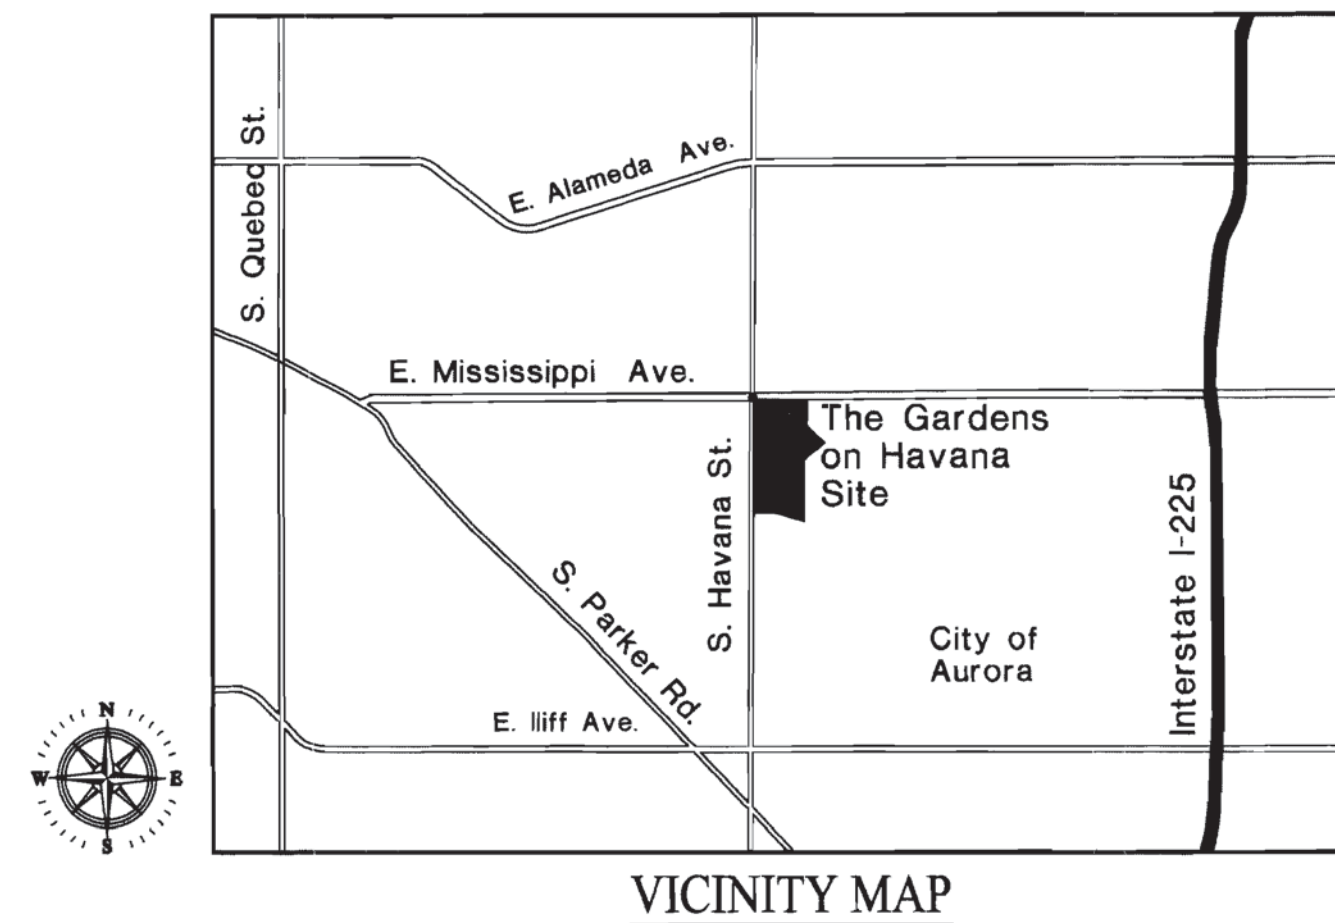 S. Quebec St.
E. Alameda Ave.
E. Mississippi Ave.
The Gardens
on Havana
Site
S. Havana St.
Interstate I-225
S. Parker Rd.
City of
Aurora
E. Iliff Ave.
N
W E
S
VICINITY MAP